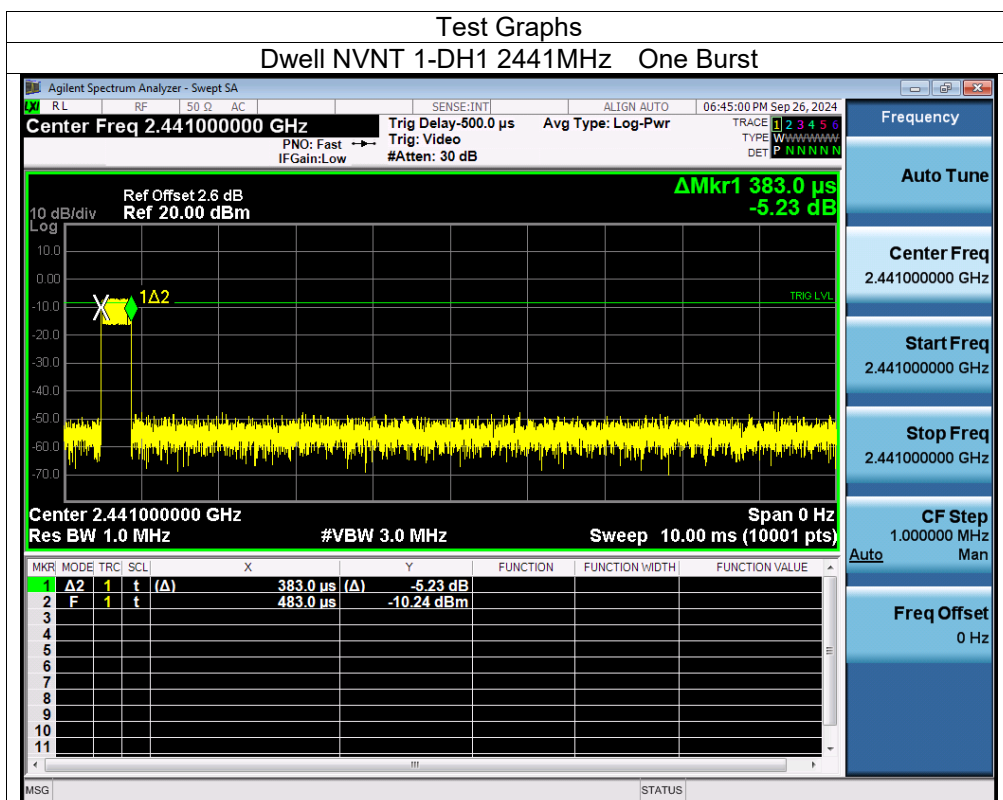 Test Graphs
Dwell NVNT 1-DH1 2441MHz One Burst
Agilent Spectrum Analyzer - Swept SA
LXI RL RF 50 Ω AC SENSE:INT ALIGN AUTO 06:45:00 PM Sep 26, 2024
Center Freq 2.441000000 GHz
PNO: Fast
IFGain:Low
Trig Delay-500.0 µs
Trig: Video
#Atten: 30 dB
Avg Type: Log-Pwr
TRACE 1 2 3 4 5 6
TYPE WWWWWW
DET P N N N N N
ΔMkr1 383.0 µs
-5.23 dB
Ref Offset 2.6 dB
10 dB/div Ref 20.00 dBm
Log
10.0
0.00
-10.0
-20.0
-30.0
-40.0
-50.0
-60.0
-70.0
X
1Δ2
TRIG LVL
Center 2.441000000 GHz Span 0 Hz
Res BW 1.0 MHz #VBW 3.0 MHz Sweep 10.00 ms (10001 pts)
MKR MODE TRC SCL X Y FUNCTION FUNCTION WIDTH FUNCTION VALUE
1 Δ2 1 t (Δ) 383.0 µs (Δ) -5.23 dB
2 F 1 t 483.0 µs -10.24 dBm
3
4
5
6
7
8
9
10
11
MSG STATUS
Frequency
Auto Tune
Center Freq
2.441000000 GHz
Start Freq
2.441000000 GHz
Stop Freq
2.441000000 GHz
CF Step
1.000000 MHz
Auto Man
Freq Offset
0 Hz